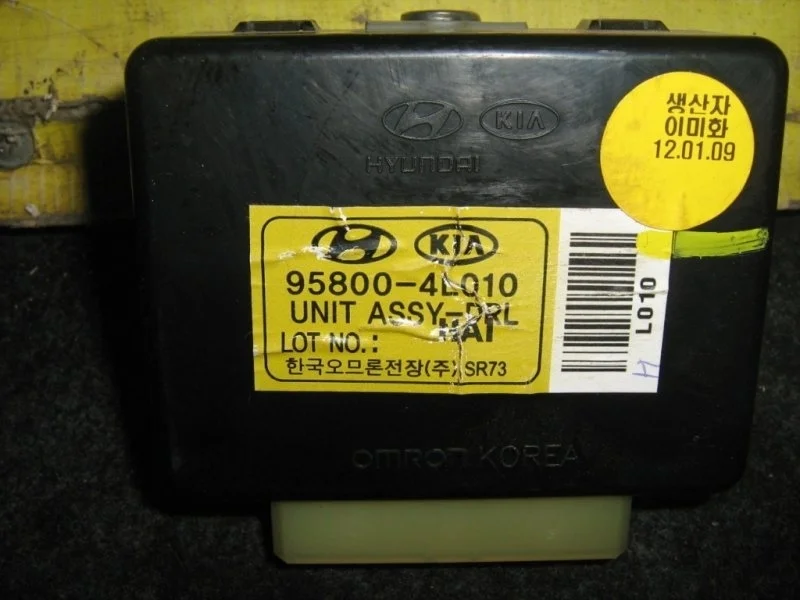 KIA
HYUNDAI
생산자
이미화
12.01.09
KIA
95800-4L010
UNIT ASSY-DRL
LOT NO.: HAI
한국오므론전장(주) SR73
L010
H
OMRON KOREA